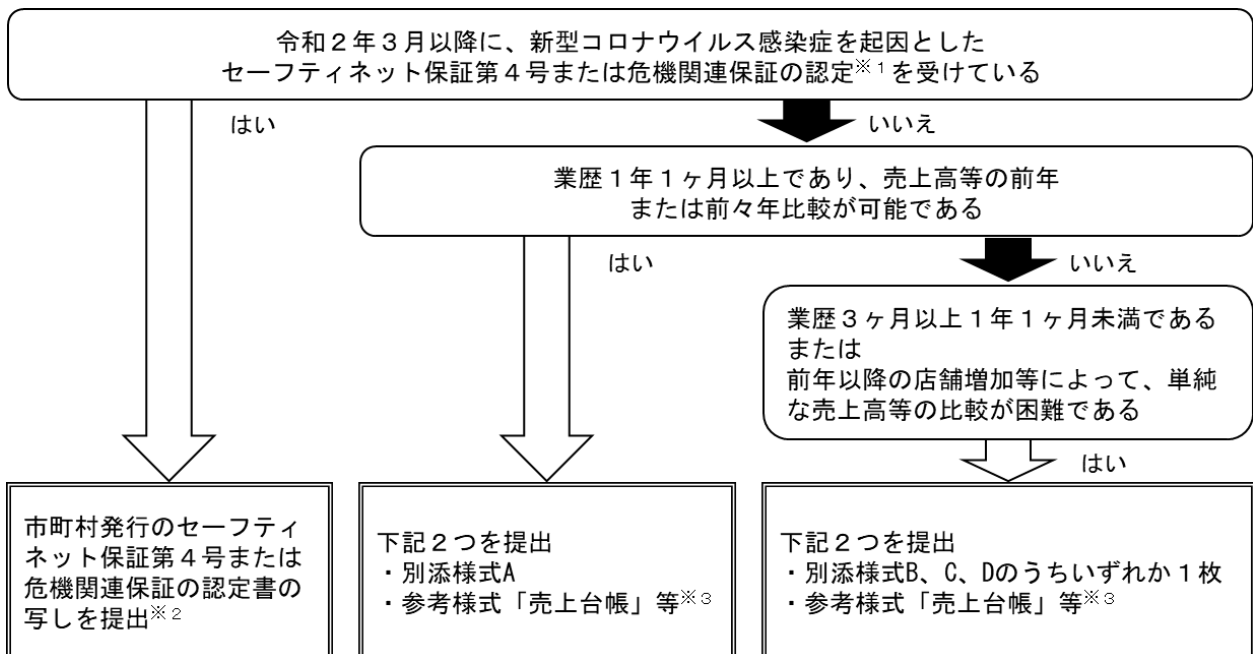 令和２年３月以降に、新型コロナウイルス感染症を起因とした
セーフティネット保証第４号または危機関連保証の認定※１を受けている
はい
いいえ
業歴１年１ヶ月以上であり、売上高等の前年
または前々年比較が可能である
はい
いいえ
業歴３ヶ月以上１年１ヶ月未満である
または
前年以降の店舗増加等によって、単純
な売上高等の比較が困難である
はい
市町村発行のセーフティ
ネット保証第４号または
危機関連保証の認定書の
写しを提出※２
下記２つを提出
・別添様式A
・参考様式「売上台帳」等※３
下記２つを提出
・別添様式B、C、Dのうちいずれか１枚
・参考様式「売上台帳」等※３